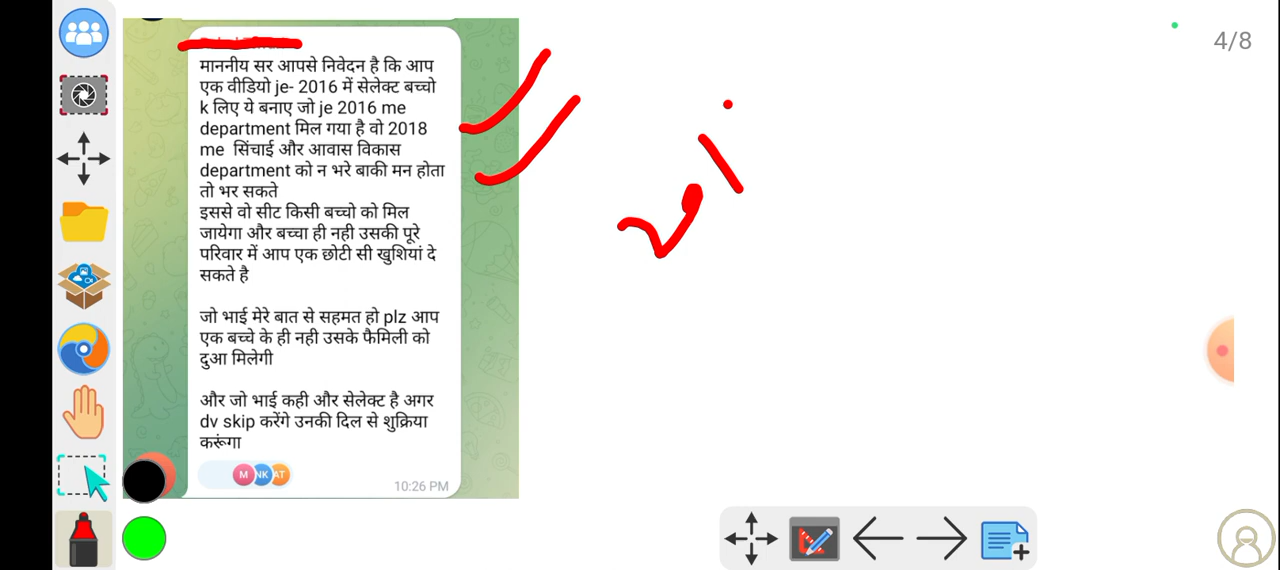 माननीय सर आपसे निवेदन है कि आप
एक वीडियो je- 2016 में सेलेक्ट बच्चो
k लिए ये बनाए जो je 2016 me
department मिल गया है वो 2018
me सिंचाई और आवास विकास
department को न भरे बाकी मन होता
तो भर सकते
इससे वो सीट किसी बच्चो को मिल
जायेगा और बच्चा ही नही उसकी पूरे
परिवार में आप एक छोटी सी खुशियां दे
सकते है
जो भाई मेरे बात से सहमत हो plz आप
एक बच्चे के ही नही उसके फैमिली को
दुआ मिलेगी
और जो भाई कही और सेलेक्ट है अगर
dv skip करेंगे उनकी दिल से शुक्रिया
करूंगा
M NK AT
10:26 PM
201
4/8